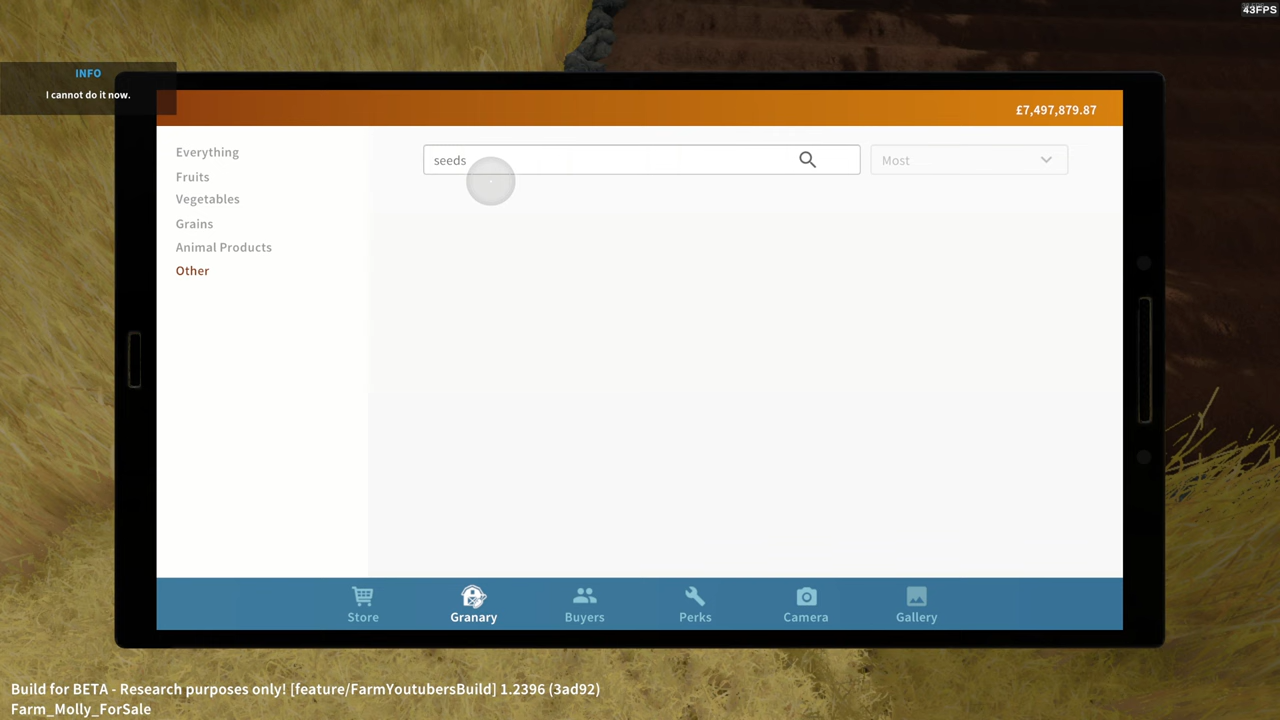 43FPS
INFO
I cannot do it now.
£7,497,879.87
Everything
Fruits
Vegetables
Grains
Animal Products
Other
seeds
Most
Store
Granary
Buyers
Perks
Camera
Gallery
Build for BETA - Research purposes only! [feature/FarmYoutubersBuild] 1.2396 (3ad92)
Farm_Molly_ForSale